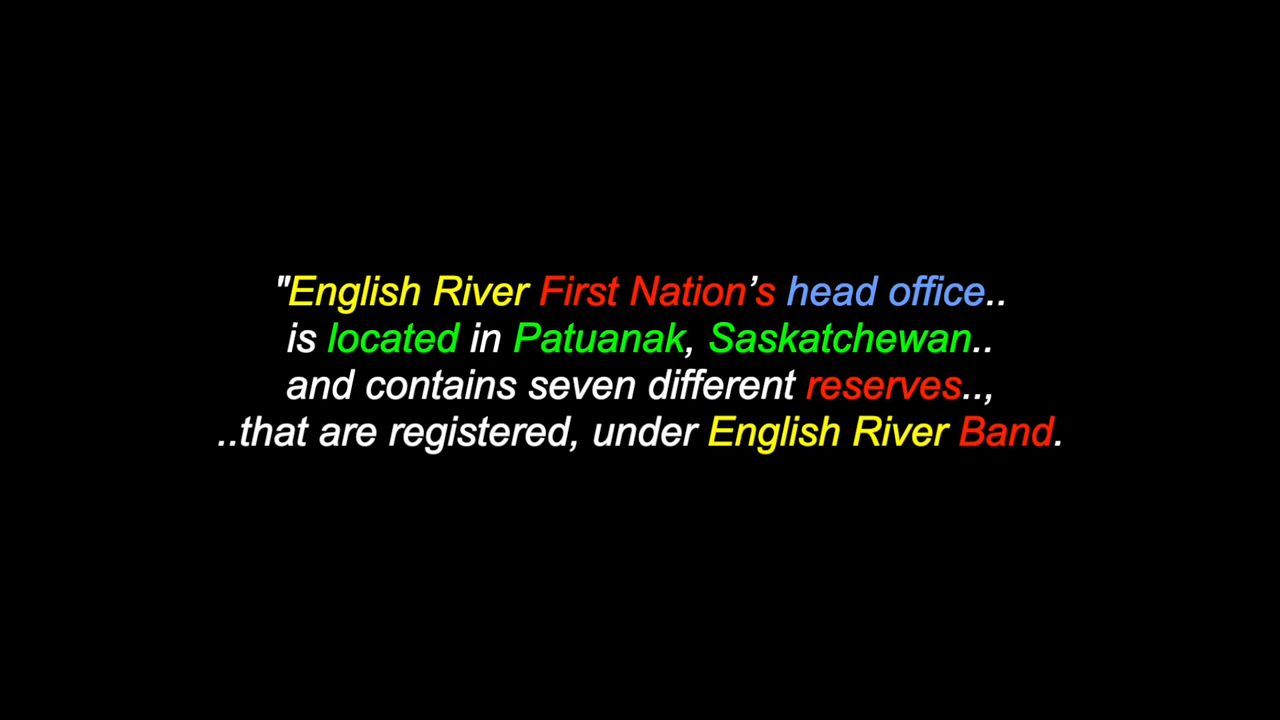 "English River First Nation’s head office..
is located in Patuanak, Saskatchewan..
and contains seven different reserves..,
..that are registered, under English River Band.